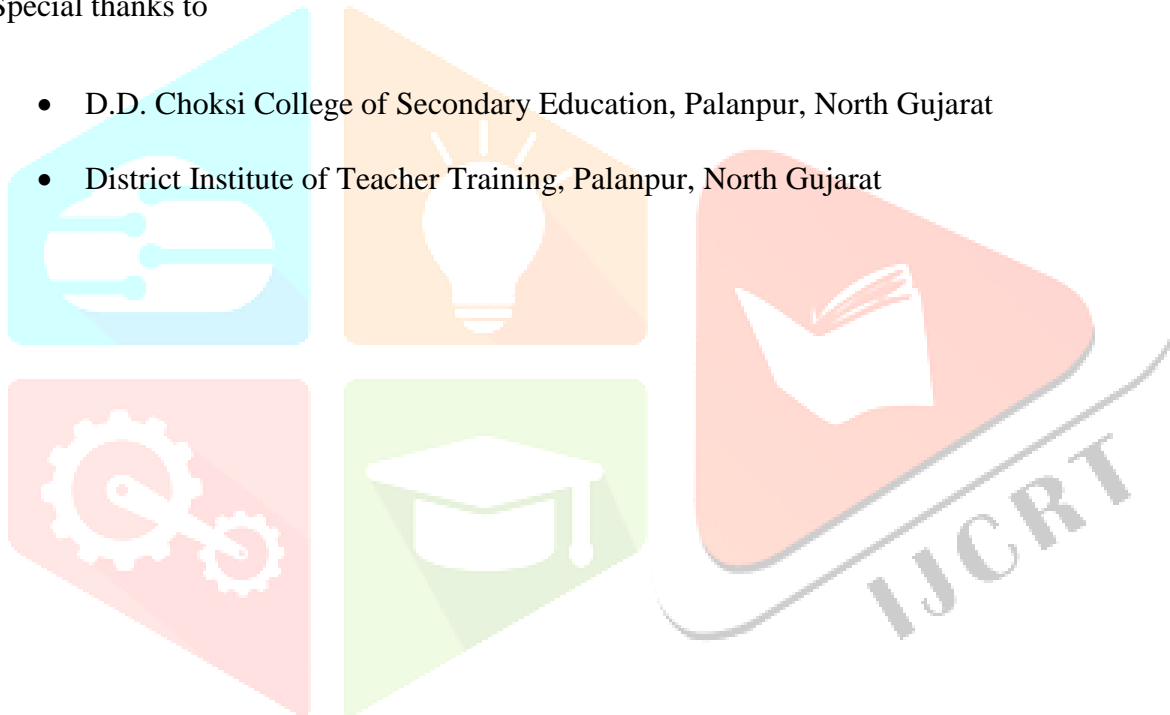 Special thanks to
• D.D. Choksi College of Secondary Education, Palanpur, North Gujarat
• District Institute of Teacher Training, Palanpur, North Gujarat
IJCRT